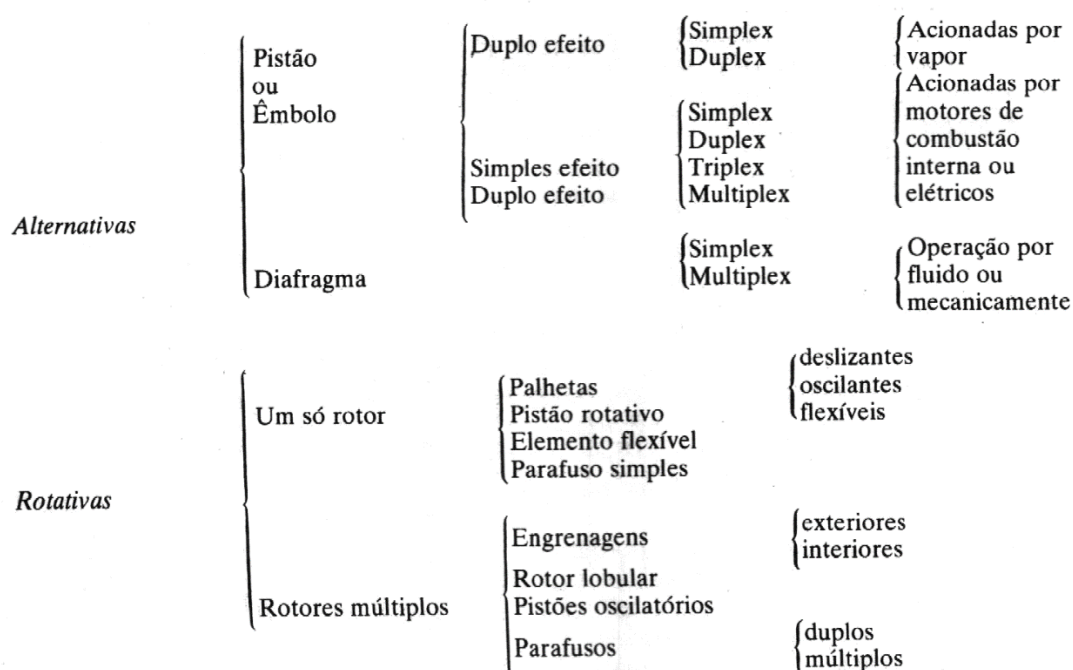 Alternativas
Pistão
ou
Êmbolo
Duplo efeito
Simplex
Duplex
Acionadas por
vapor
Simples efeito
Duplo efeito
Simplex
Duplex
Triplex
Multiplex
Acionadas por
motores de
combustão
interna ou
elétricos
Diafragma
Simplex
Multiplex
Operação por
fluido ou
mecanicamente
Rotativas
Um só rotor
Palhetas
deslizantes
oscilantes
flexíveis
Pistão rotativo
Elemento flexível
Parafuso simples
Rotores múltiplos
Engrenagens
exteriores
interiores
Rotor lobular
Pistões oscilatórios
Parafusos
duplos
múltiplos